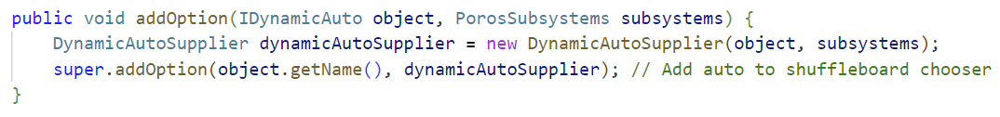 public void addOption(IDynamicAuto object, PorosSubsystems subsystems) {
    DynamicAutoSupplier dynamicAutoSupplier = new DynamicAutoSupplier(object, subsystems);
    super.addOption(object.getName(), dynamicAutoSupplier); // Add auto to shuffleboard chooser
}